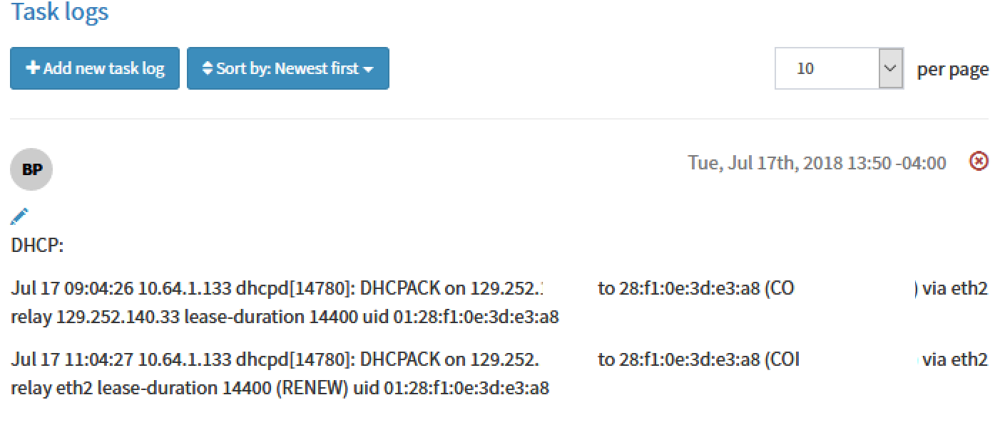 Task logs
+ Add new task log
Sort by: Newest first
10
per page
BP
Tue, Jul 17th, 2018 13:50 -04:00
DHCP:
Jul 17 09:04:26 10.64.1.133 dhcpd[14780]: DHCPACK on 129.252. to 28:f1:0e:3d:e3:a8 (CO ) via eth2
relay 129.252.140.33 lease-duration 14400 uid 01:28:f1:0e:3d:e3:a8
Jul 17 11:04:27 10.64.1.133 dhcpd[14780]: DHCPACK on 129.252. to 28:f1:0e:3d:e3:a8 (CO via eth2
relay eth2 lease-duration 14400 (RENEW) uid 01:28:f1:0e:3d:e3:a8